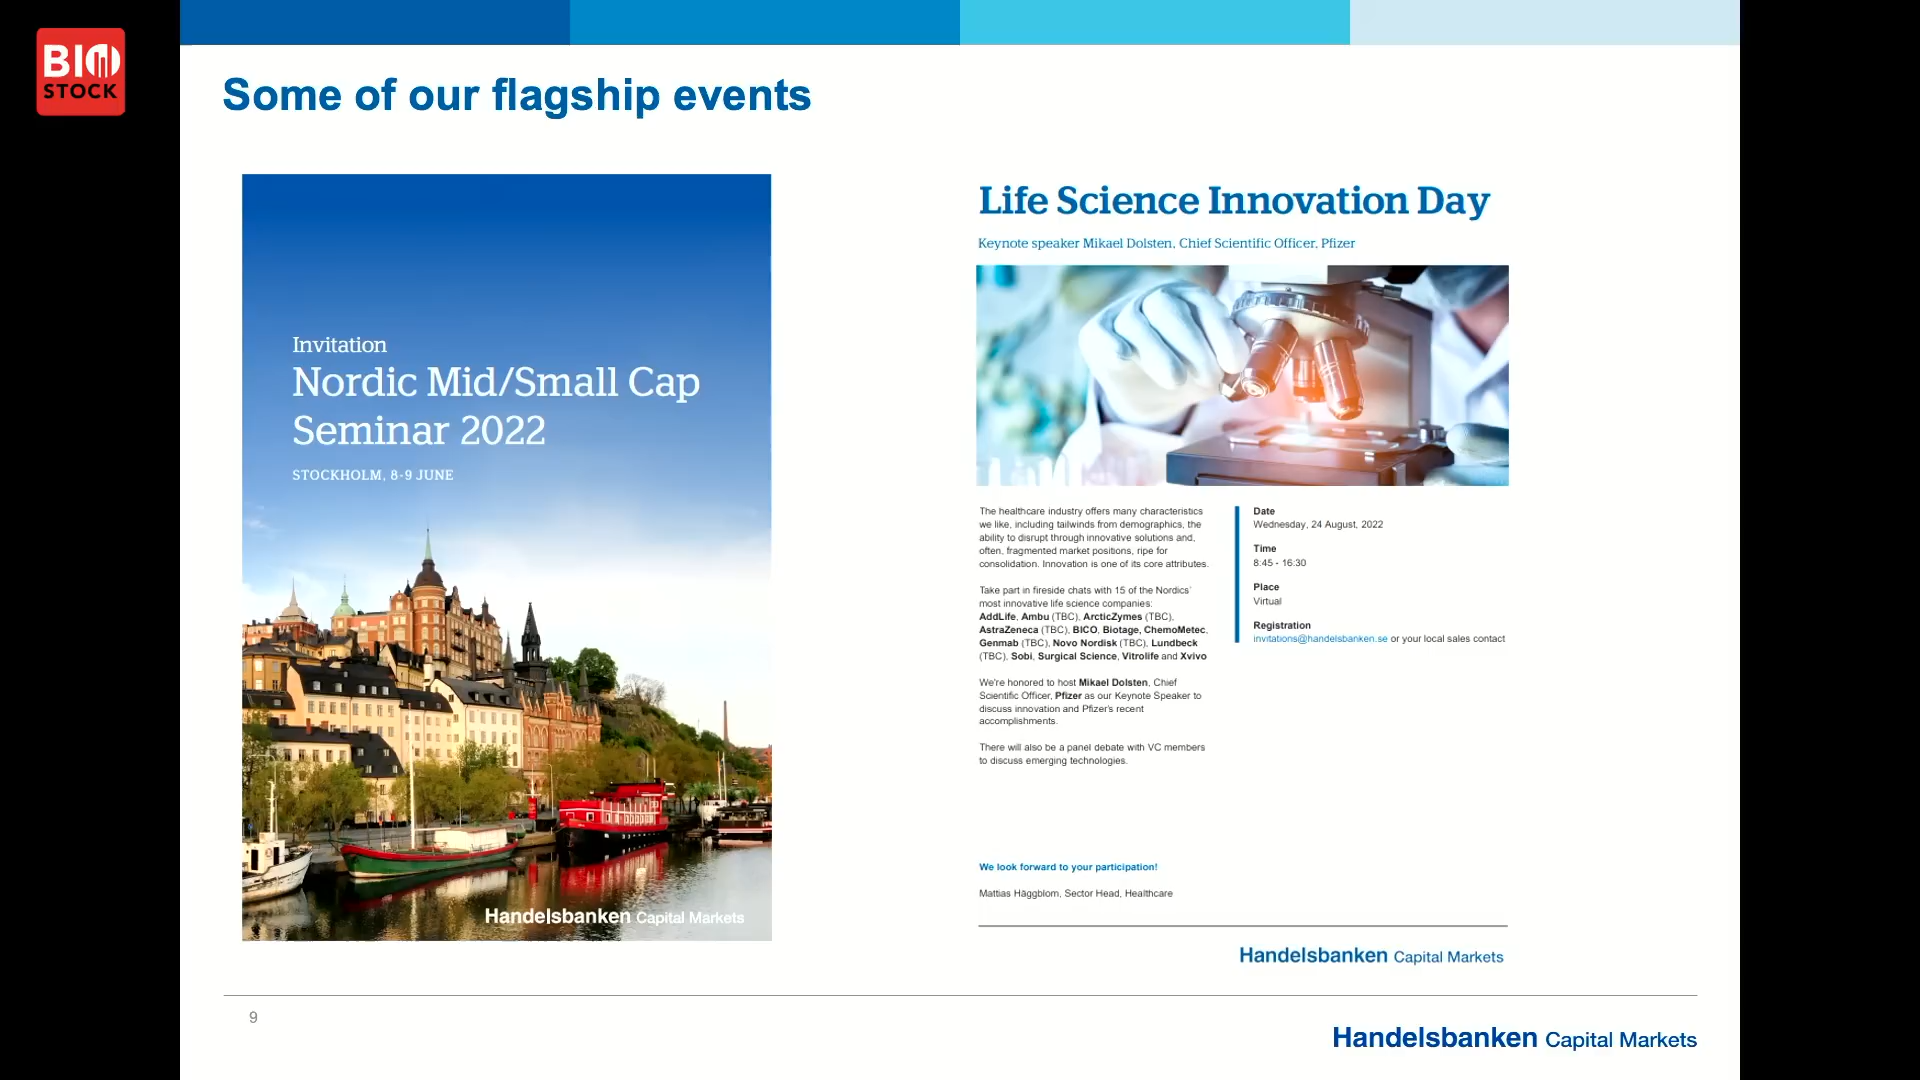 BIO
STOCK
Some of our flagship events
Invitation
Nordic Mid/Small Cap
Seminar 2022
STOCKHOLM, 8-9 JUNE
Handelsbanken Capital Markets
Life Science Innovation Day
Keynote speaker Mikael Dolsten, Chief Scientific Officer, Pfizer
The healthcare industry offers many characteristics
we like, including tailwinds from demographics, the
ability to disrupt through innovative solutions and,
often, fragmented market positions, ripe for
consolidation. Innovation is one of its core attributes.
Take part in fireside chats with 15 of the Nordics'
most innovative life science companies:
AddLife, Ambu (TBC), ArcticZymes (TBC),
AstraZeneca (TBC), BICO, Biotage, ChemoMetec,
Genmab (TBC), Novo Nordisk (TBC), Lundbeck
(TBC), Sobi, Surgical Science, Vitrolife and Xvivo
We're honored to host Mikael Dolsten, Chief
Scientific Officer, Pfizer as our Keynote Speaker to
discuss innovation and Pfizer's recent
accomplishments.
There will also be a panel debate with VC members
to discuss emerging technologies.
Date
Wednesday, 24 August, 2022
Time
8:45 - 16:30
Place
Virtual
Registration
invitations@handelsbanken.se or your local sales contact
We look forward to your participation!
Mattias Häggblom, Sector Head, Healthcare
Handelsbanken Capital Markets
9
Handelsbanken Capital Markets